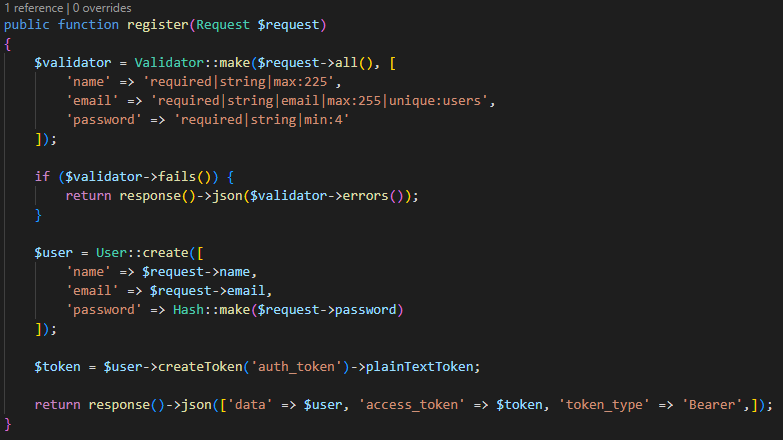 1 reference | 0 overrides
public function register(Request $request)
{
    $validator = Validator::make($request->all(), [
        'name' => 'required|string|max:225',
        'email' => 'required|string|email|max:255|unique:users',
        'password' => 'required|string|min:4'
    ]);

    if ($validator->fails()) {
        return response()->json($validator->errors());
    }

    $user = User::create([
        'name' => $request->name,
        'email' => $request->email,
        'password' => Hash::make($request->password)
    ]);

    $token = $user->createToken('auth_token')->plainTextToken;

    return response()->json(['data' => $user, 'access_token' => $token, 'token_type' => 'Bearer',]);
}